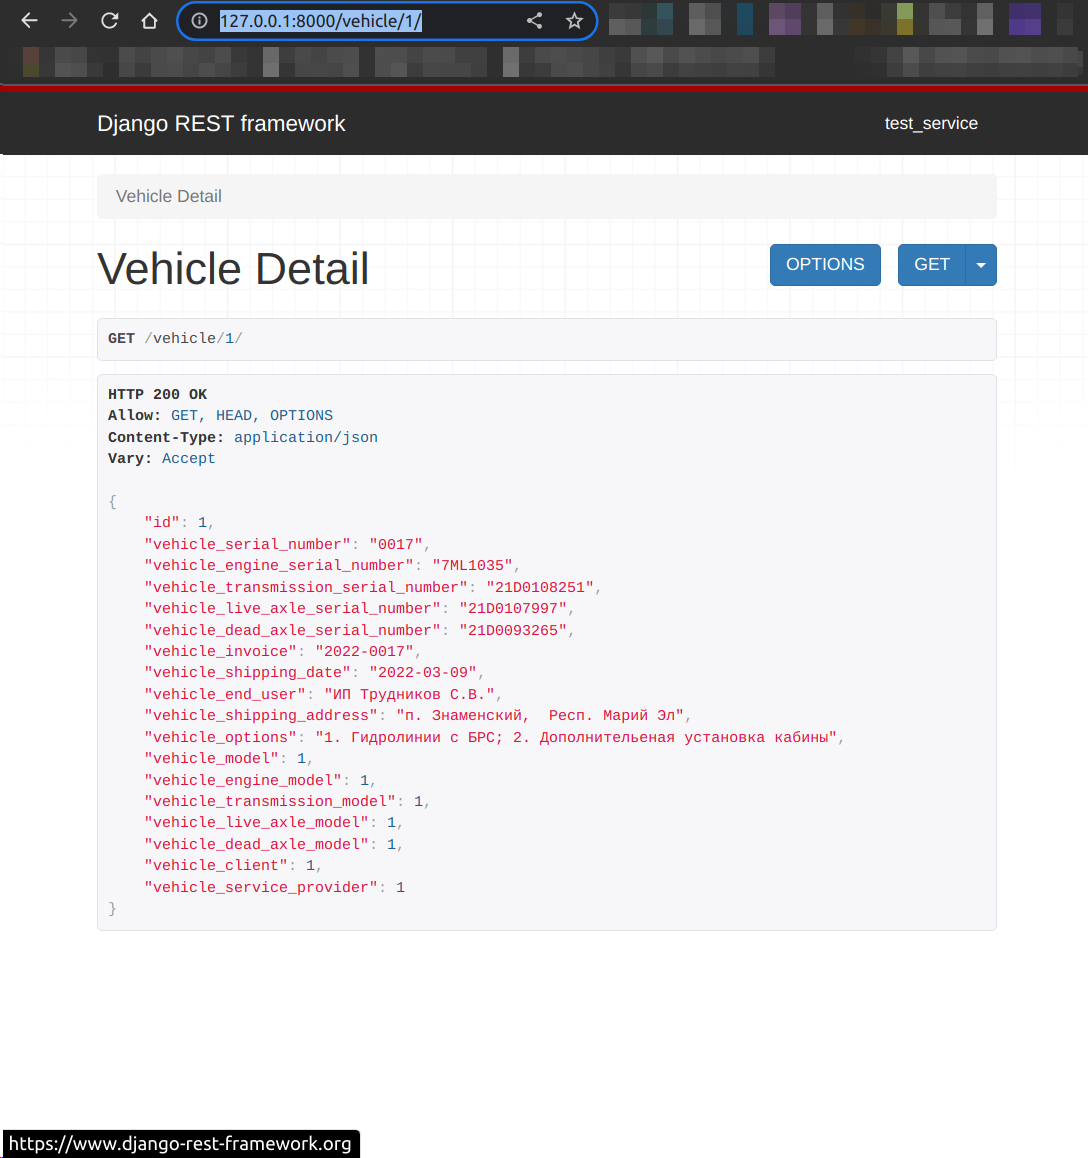 127.0.0.1:8000/vehicle/1/
Django REST framework
test_service
Vehicle Detail
Vehicle Detail
OPTIONS
GET
GET /vehicle/1/
HTTP 200 OK
Allow: GET, HEAD, OPTIONS
Content-Type: application/json
Vary: Accept
{
"id": 1,
"vehicle_serial_number": "0017",
"vehicle_engine_serial_number": "7ML1035",
"vehicle_transmission_serial_number": "21D0108251",
"vehicle_live_axle_serial_number": "21D0107997",
"vehicle_dead_axle_serial_number": "21D0093265",
"vehicle_invoice": "2022-0017",
"vehicle_shipping_date": "2022-03-09",
"vehicle_end_user": "ИП Трудников С.В.",
"vehicle_shipping_address": "п. Знаменский,  Респ. Марий Эл",
"vehicle_options": "1. Гидролинии с БРС; 2. Дополнительеная установка кабины",
"vehicle_model": 1,
"vehicle_engine_model": 1,
"vehicle_transmission_model": 1,
"vehicle_live_axle_model": 1,
"vehicle_dead_axle_model": 1,
"vehicle_client": 1,
"vehicle_service_provider": 1
}
https://www.django-rest-framework.org